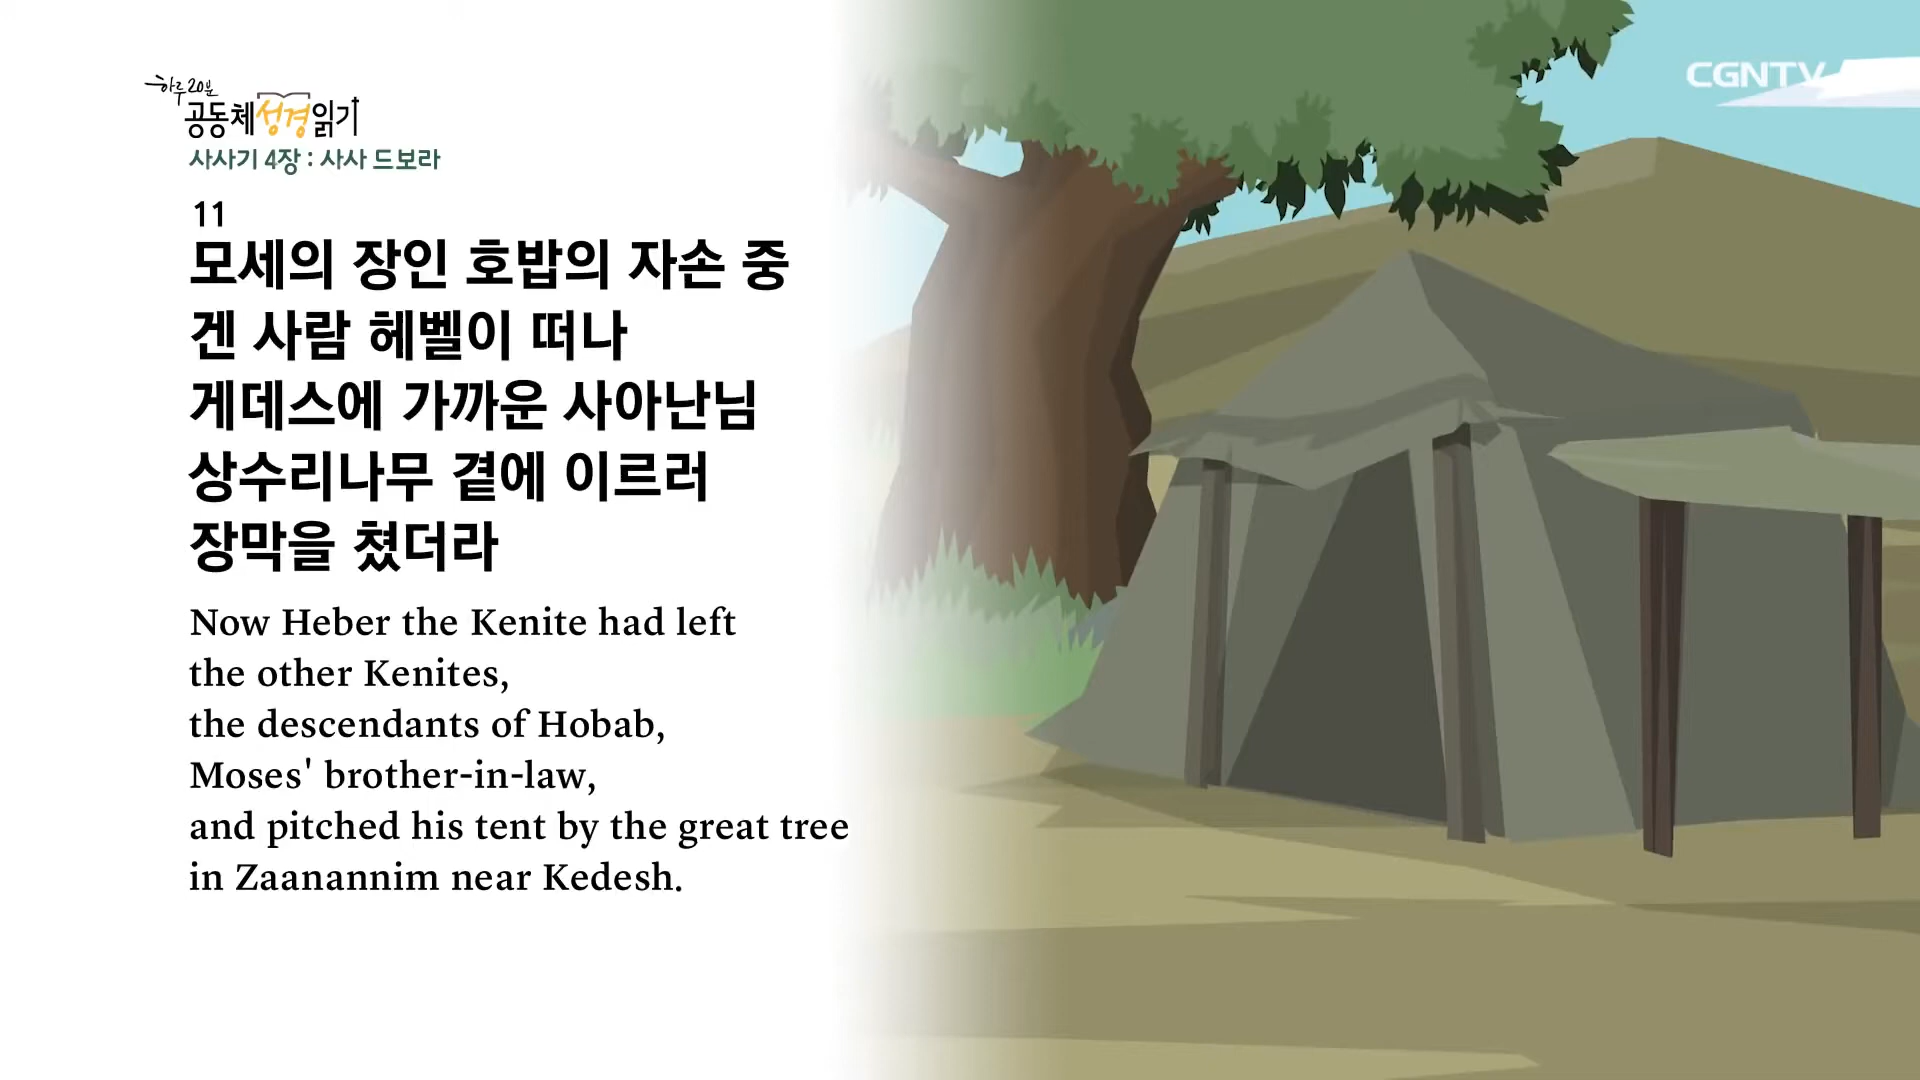 하루 20분
공동체성경읽기
사사기 4장 : 사사 드보라
CGNTV
11
모세의 장인 호밥의 자손 중
겐 사람 헤벨이 떠나
게데스에 가까운 사아난님
상수리나무 곁에 이르러
장막을 쳤더라
Now Heber the Kenite had left
the other Kenites,
the descendants of Hobab,
Moses' brother-in-law,
and pitched his tent by the great tree
in Zaanannim near Kedesh.